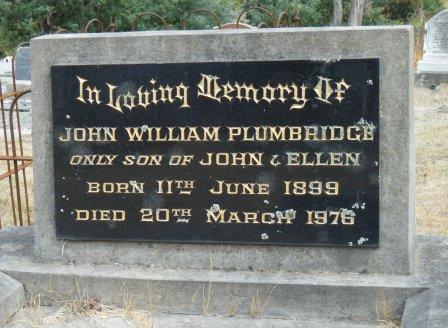 In Loving Memory Of
JOHN WILLIAM PLUMBRIDGE
ONLY SON OF JOHN & ELLEN
BORN 11TH JUNE 1899
DIED 20TH MARCH 1976